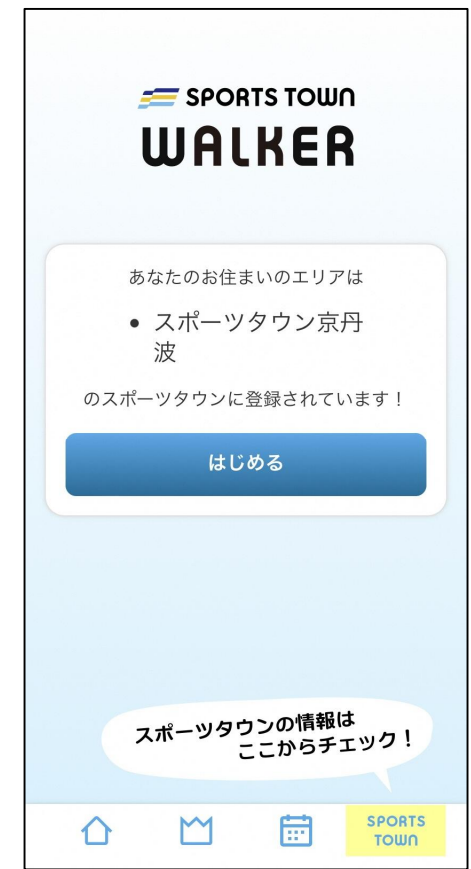 SPORTS TOWN
WALKER
あなたのお住まいのエリアは
• スポーツタウン京丹
波
のスポーツタウンに登録されています！
はじめる
スポーツタウンの情報は
ここからチェック！
SPORTS
TOWN